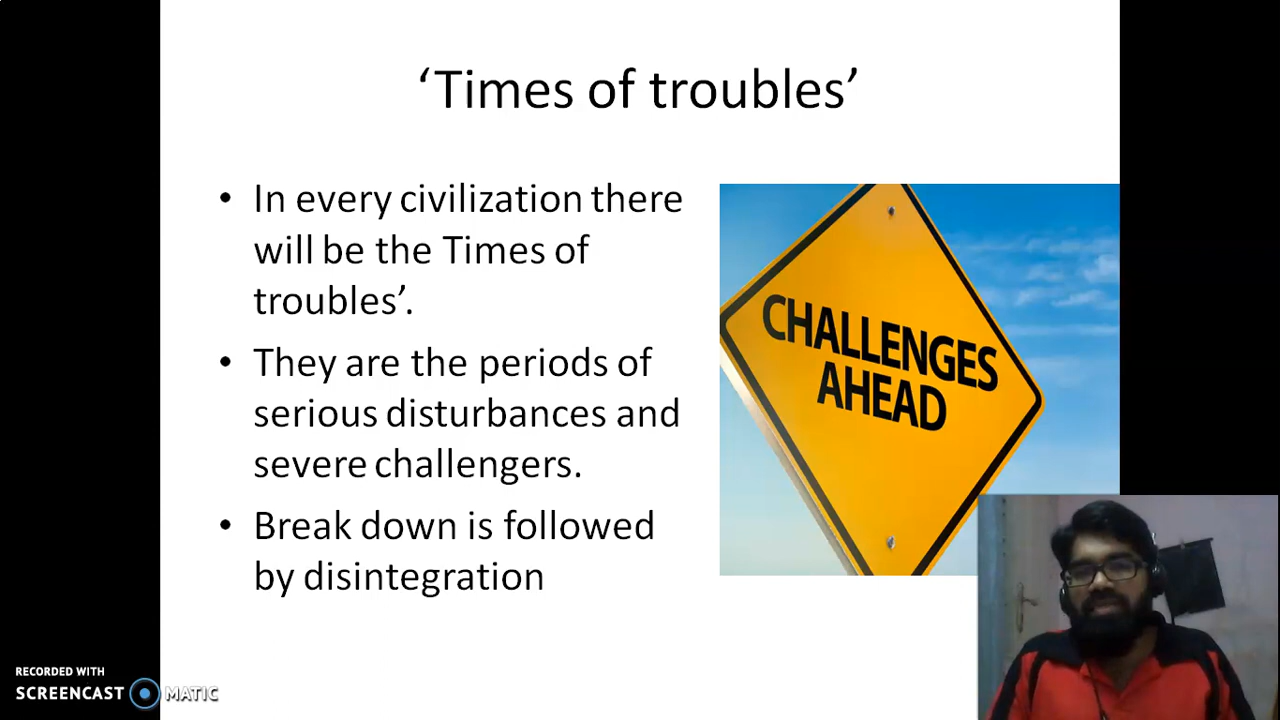 ‘Times of troubles’
• In every civilization there
will be the Times of
troubles’.
• They are the periods of
serious disturbances and
severe challengers.
• Break down is followed
by disintegration
CHALLENGES
AHEAD
RECORDED WITH
SCREENCAST MATIC